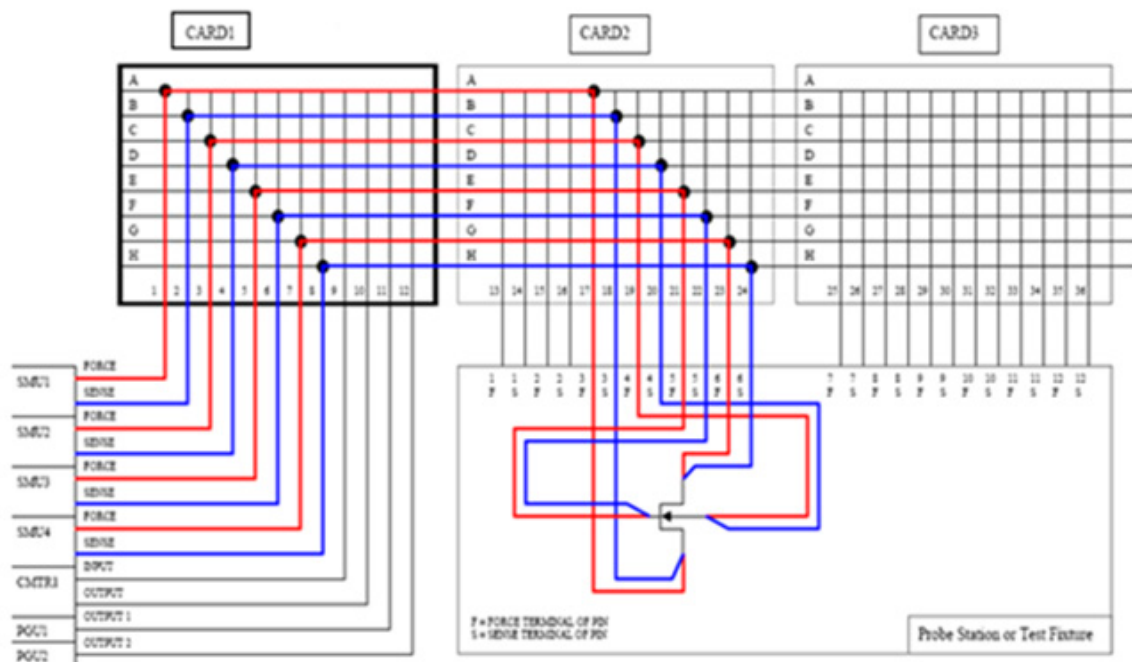 CARD1
CARD2
CARD3
A
B
C
D
E
F
G
H
1 2 3 4 5 6 7 8 9 10 11 12
A
B
C
D
E
F
G
H
13 14 15 16 17 18 19 20 21 22 23 24
A
B
C
D
E
F
G
H
25 26 27 28 29 30 31 32 33 34 35 36
SMU1
FORCE
SENSE
SMU2
FORCE
SENSE
SMU3
FORCE
SENSE
SMU4
FORCE
SENSE
CMTR1
INPUT
OUTPUT
PGU1
OUTPUT 1
PGU2
OUTPUT 2
1 1 2 2 3 3 4 4 5 5 6 6
F S F S F S F S F S F S
7 7 8 8 9 9 10 10 11 11 12 12
F S F S F S F S F S F S
F = FORCE TERMINAL OF PIN
S = SENSE TERMINAL OF PIN
Probe Station or Test Fixture